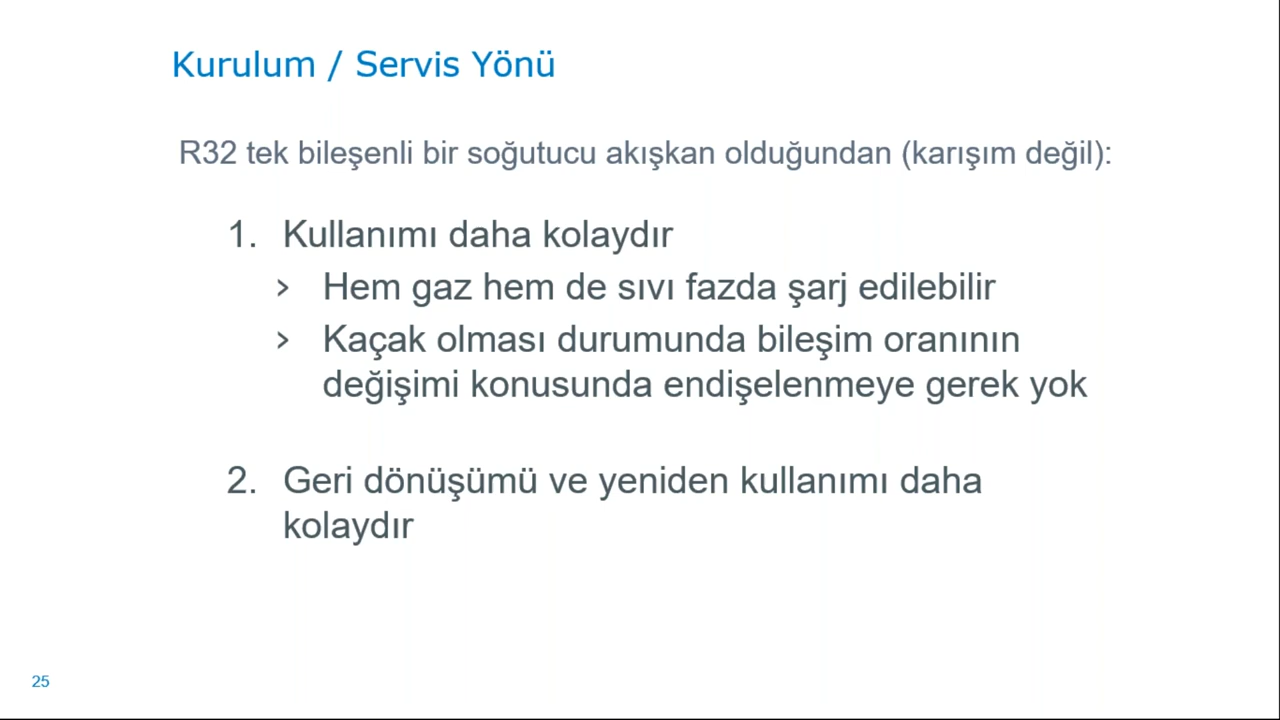 Kurulum / Servis Yönü
R32 tek bileşenli bir soğutucu akışkan olduğundan (karışım değil):
1. Kullanımı daha kolaydır
› Hem gaz hem de sıvı fazda şarj edilebilir
› Kaçak olması durumunda bileşim oranının
değişimi konusunda endişelenmeye gerek yok
2. Geri dönüşümü ve yeniden kullanımı daha
kolaydır
25